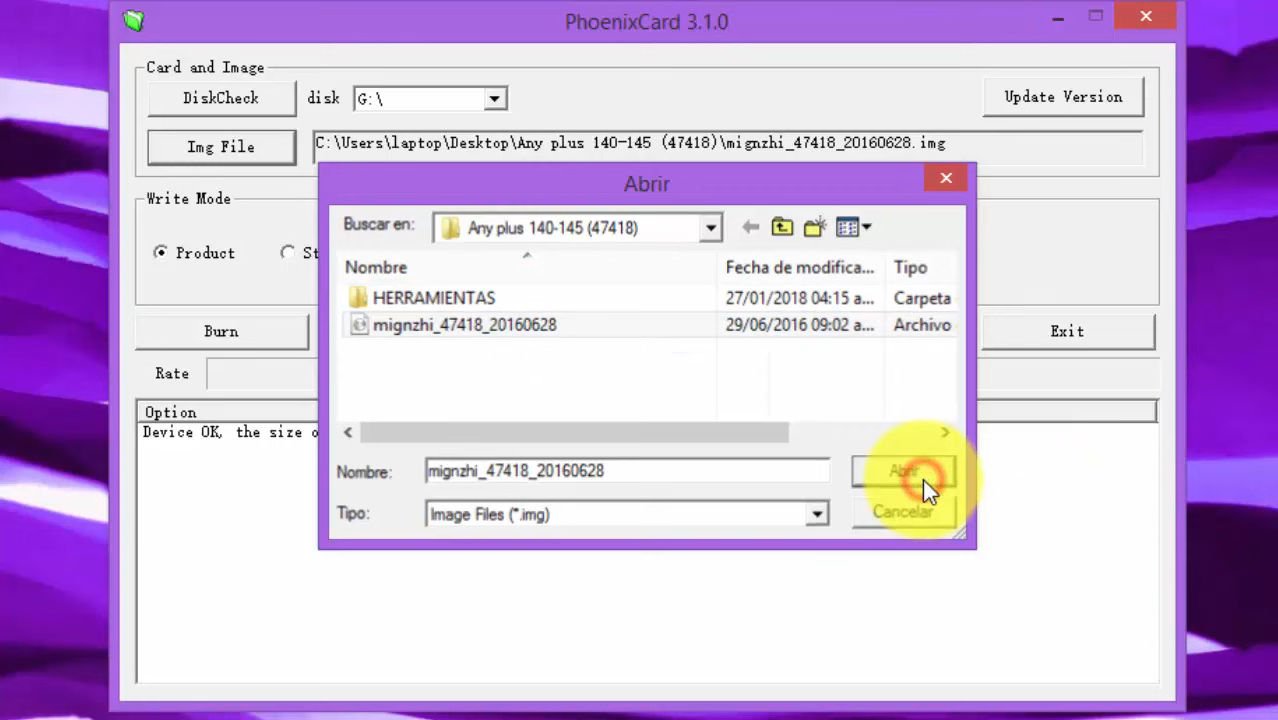 PhoenixCard 3.1.0
Card and Image
DiskCheck disk G:\ Update Version
Img File C:\Users\laptop\Desktop\Any plus 140-145 (47418)\mignzhi_47418_20160628.img
Abrir
Write Mode
Buscar en: Any plus 140-145 (47418)
Product St
Nombre Fecha de modifica... Tipo
HERRAMIENTAS 27/01/2018 04:15 a... Carpeta
mignzhi_47418_20160628 29/06/2016 09:02 a... Archivo
Burn Exit
Rate
Option
Device OK, the size o
Nombre: mignzhi_47418_20160628 Abrir
Tipo: Image Files (*.img) Cancelar